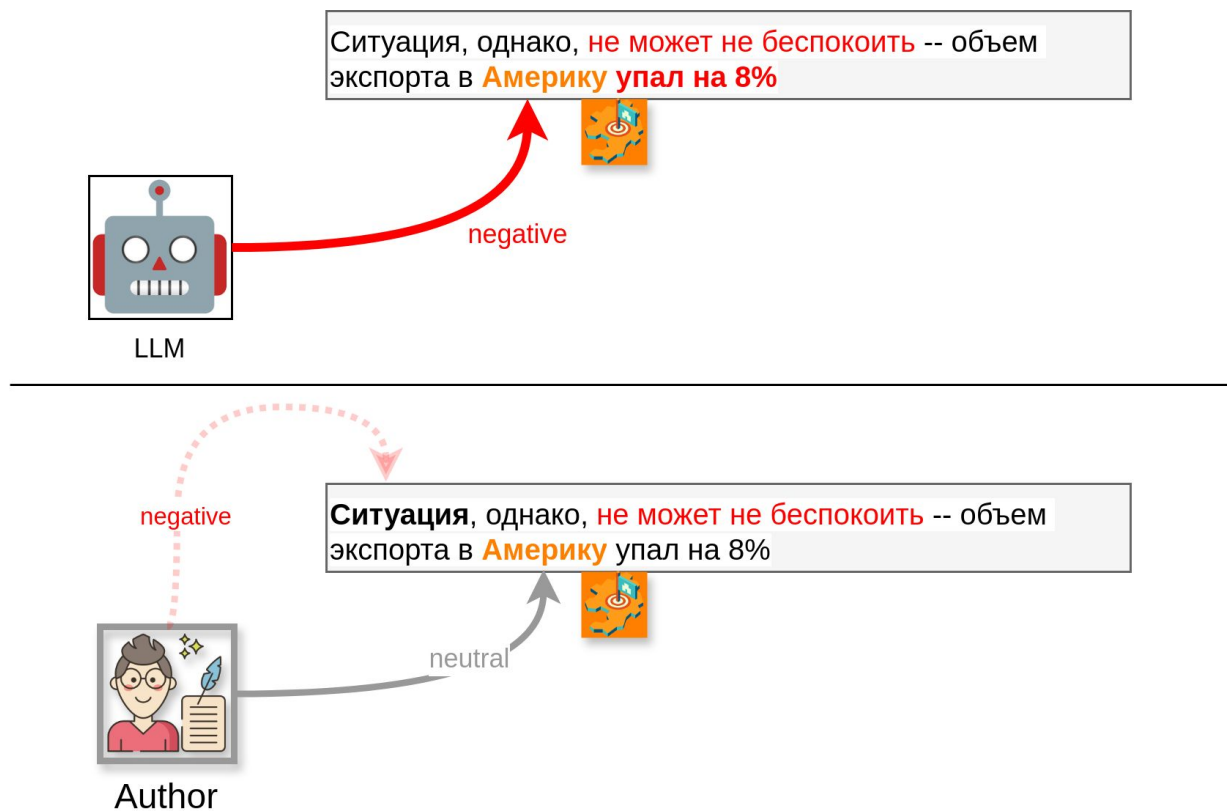 Ситуация, однако, не может не беспокоить -- объем
экспорта в Америку упал на 8%
negative
LLM
negative
Ситуация, однако, не может не беспокоить -- объем
экспорта в Америку упал на 8%
neutral
Author